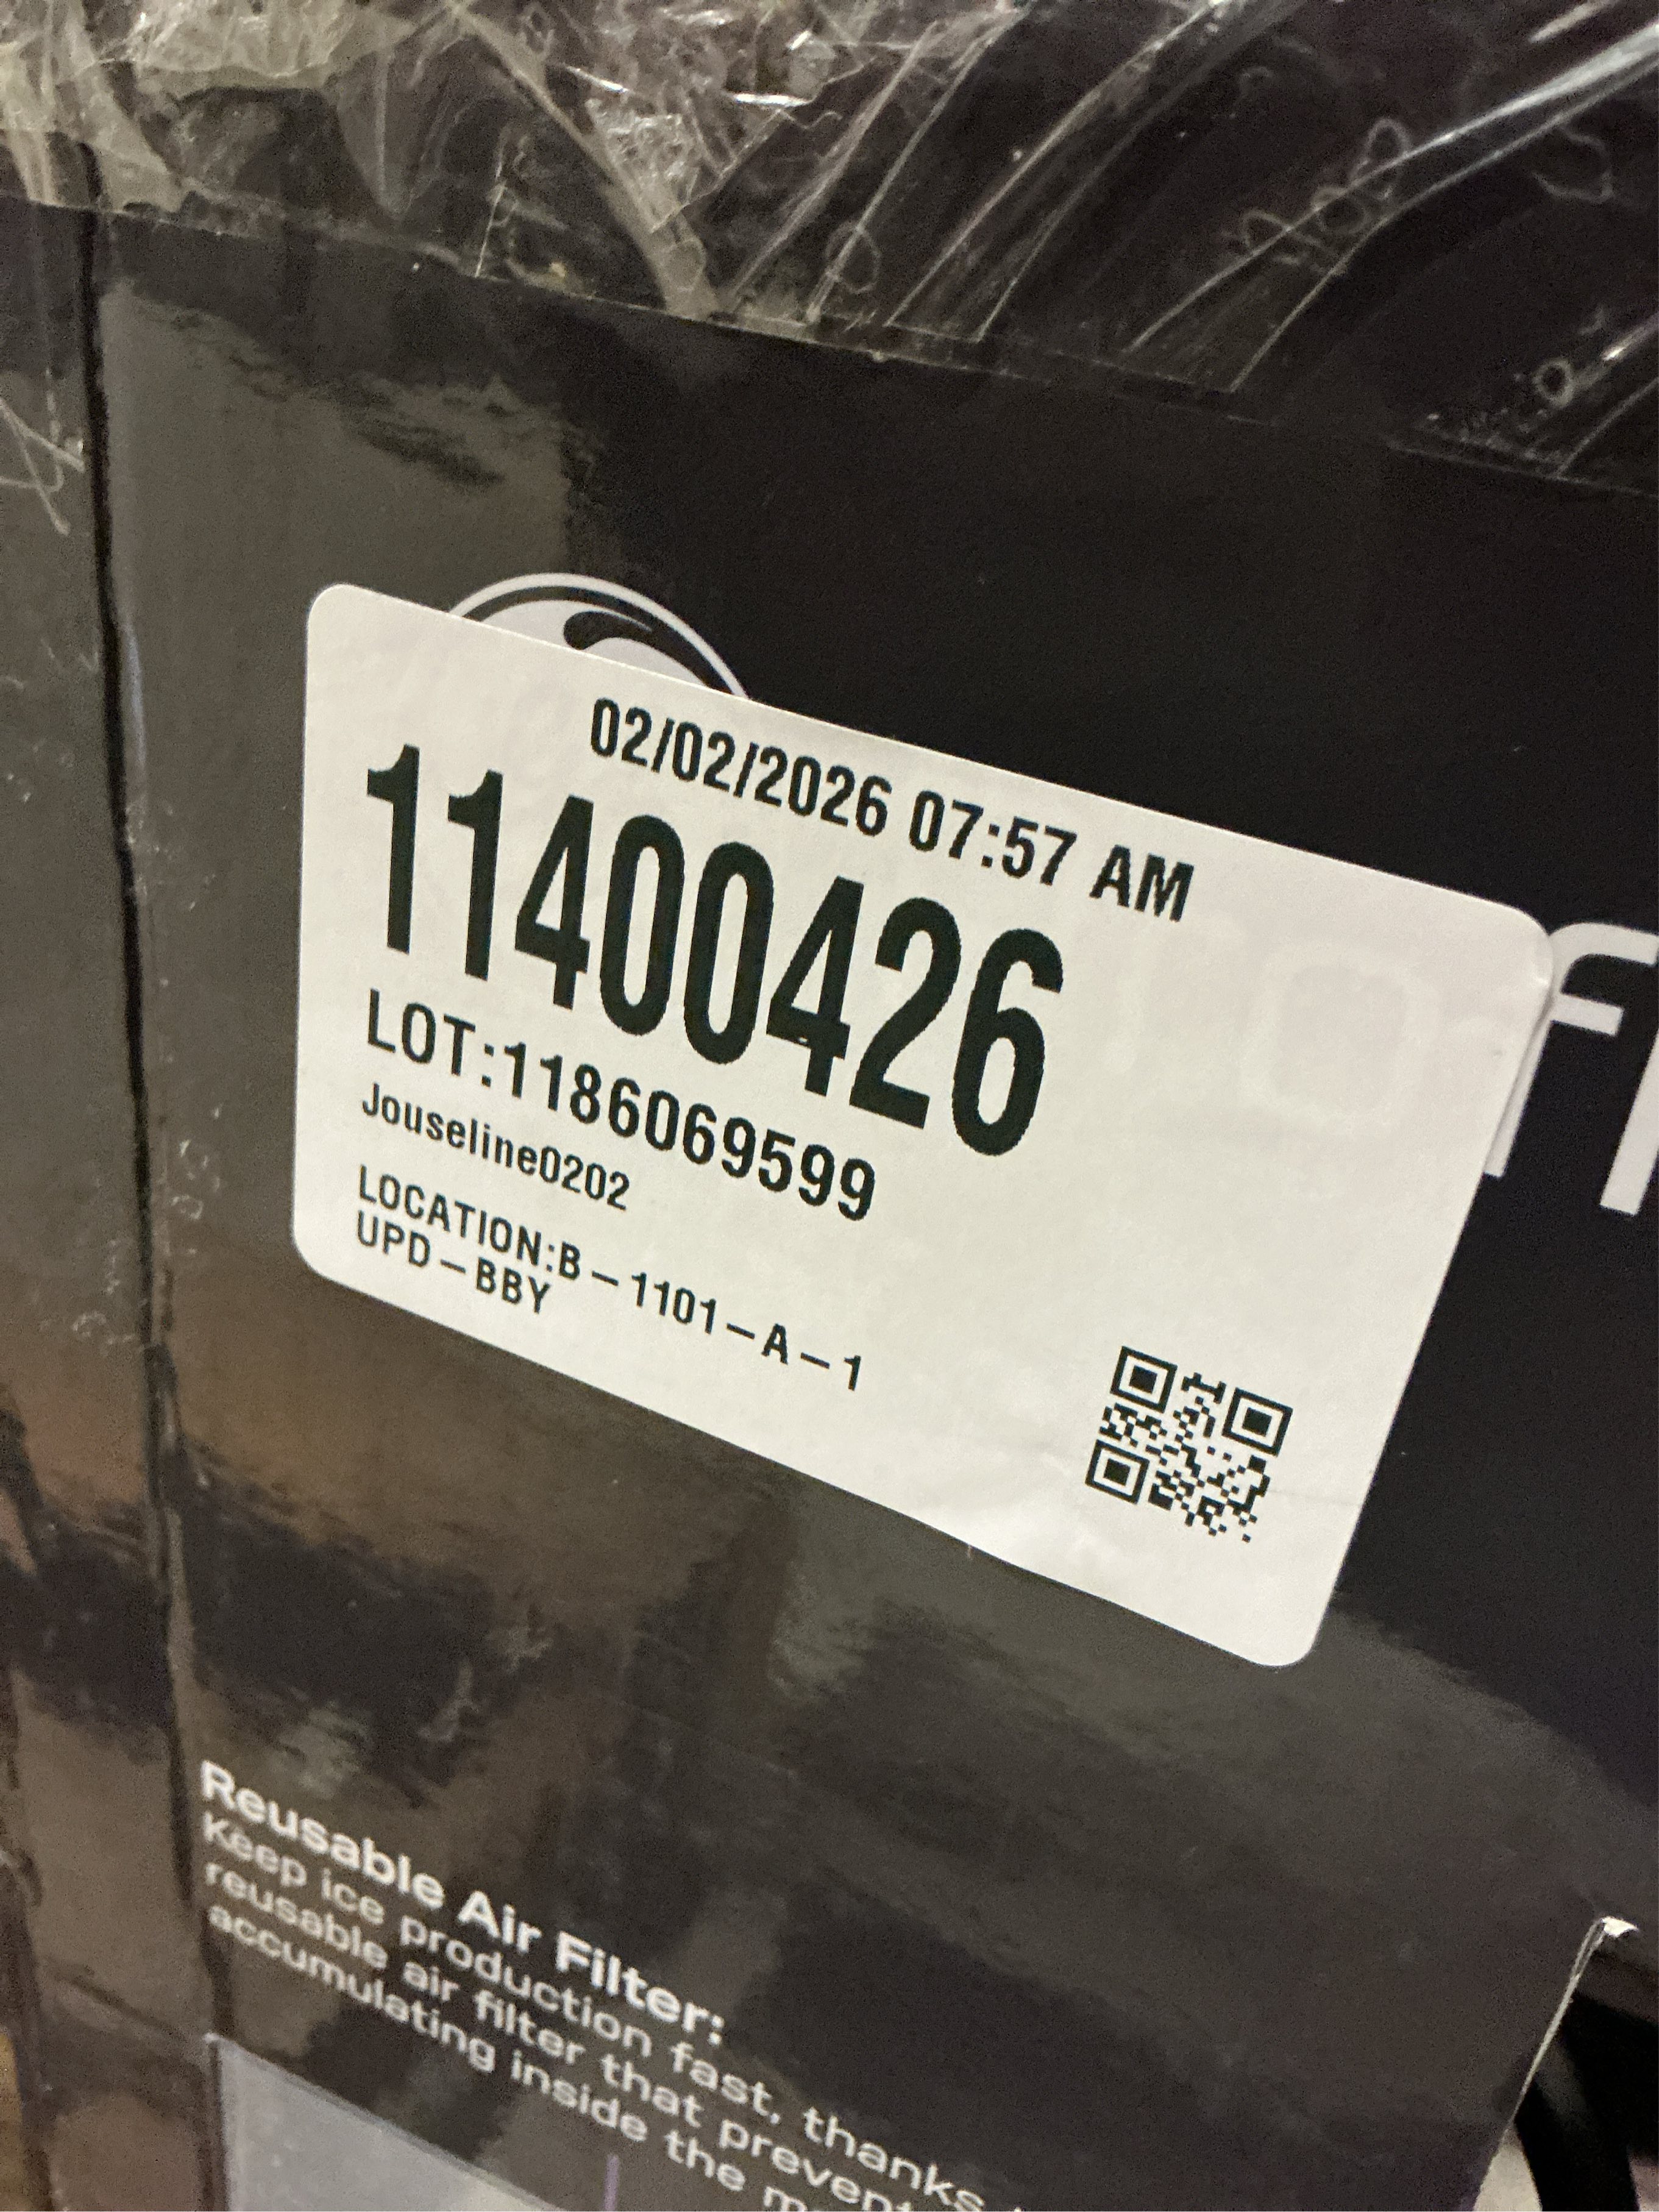 02/02/2026 07:57 AM
11400426
LOT:1186069599
Jouseline0202
LOCATION:B-1101-A-1
UPD-BBY
Reusable Air Filter:
Keep ice production fast, thanks
reusable air filter that prevent
accumulating inside the